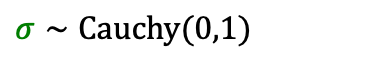 σ ~ Cauchy(0,1)